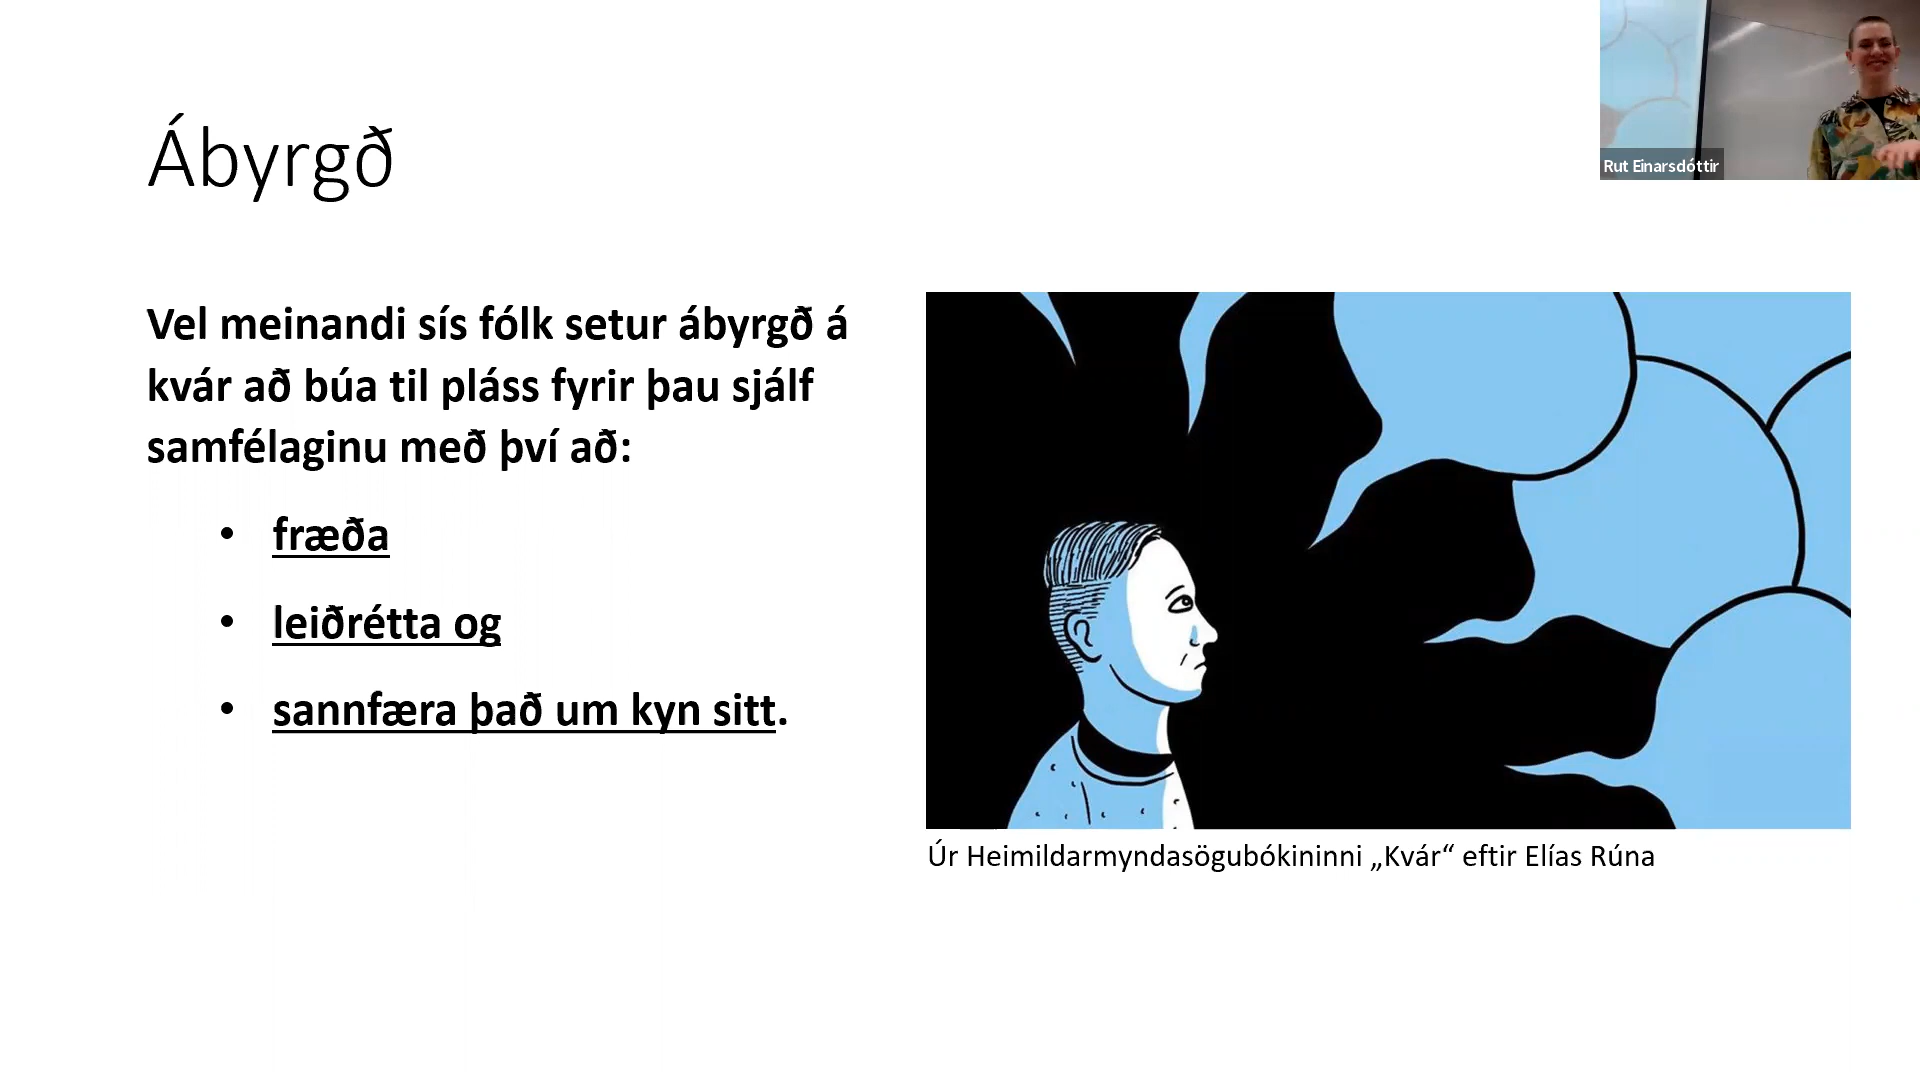 Ábyrgð
Rut Einarsdóttir
Vel meinandi sís fólk setur ábyrgð á
kvár að búa til pláss fyrir þau sjálf
samfélaginu með því að:
• fræða
• leiðrétta og
• sannfæra það um kyn sitt.
Úr Heimildarmyndasögubókininni „Kvár“ eftir Elías Rúna